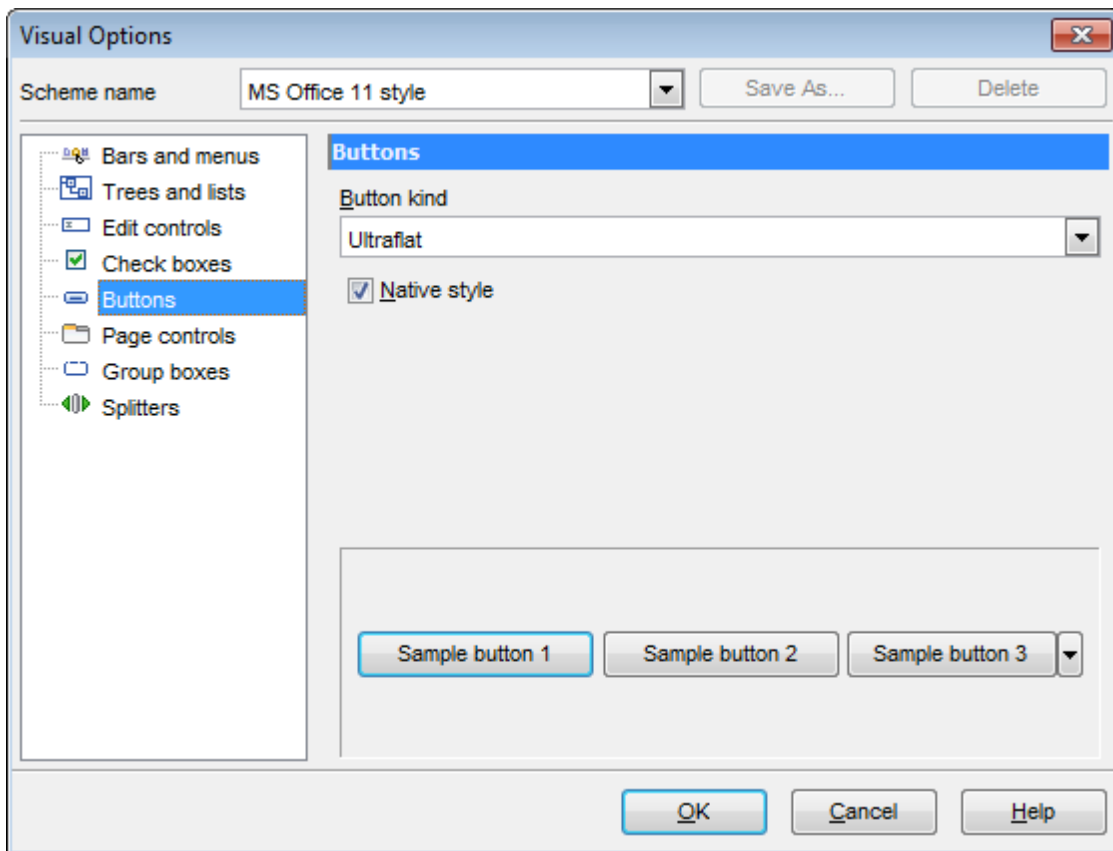 Visual Options
Scheme name MS Office 11 style Save As... Delete
Bars and menus
Trees and lists
Edit controls
Check boxes
Buttons
Page controls
Group boxes
Splitters
Buttons
Button kind
Ultraflat
Native style
Sample button 1 Sample button 2 Sample button 3
OK Cancel Help